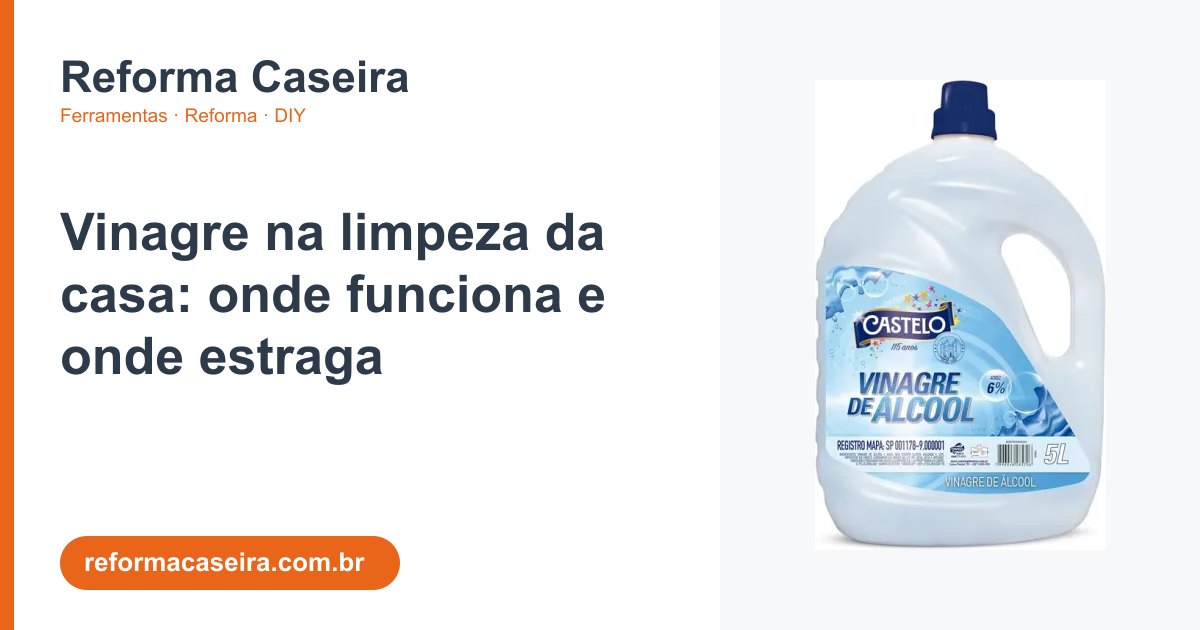 Reforma Caseira
Ferramentas · Reforma · DIY
Vinagre na limpeza da
casa: onde funciona e
onde estraga
reformacaseira.com.br
CASTELO
115 anos
VINAGRE
DE ÁLCOOL
ACIDEZ
6%
REGISTRO MAPA: SP 001178-9.000001
5L
VINAGRE DE ÁLCOOL